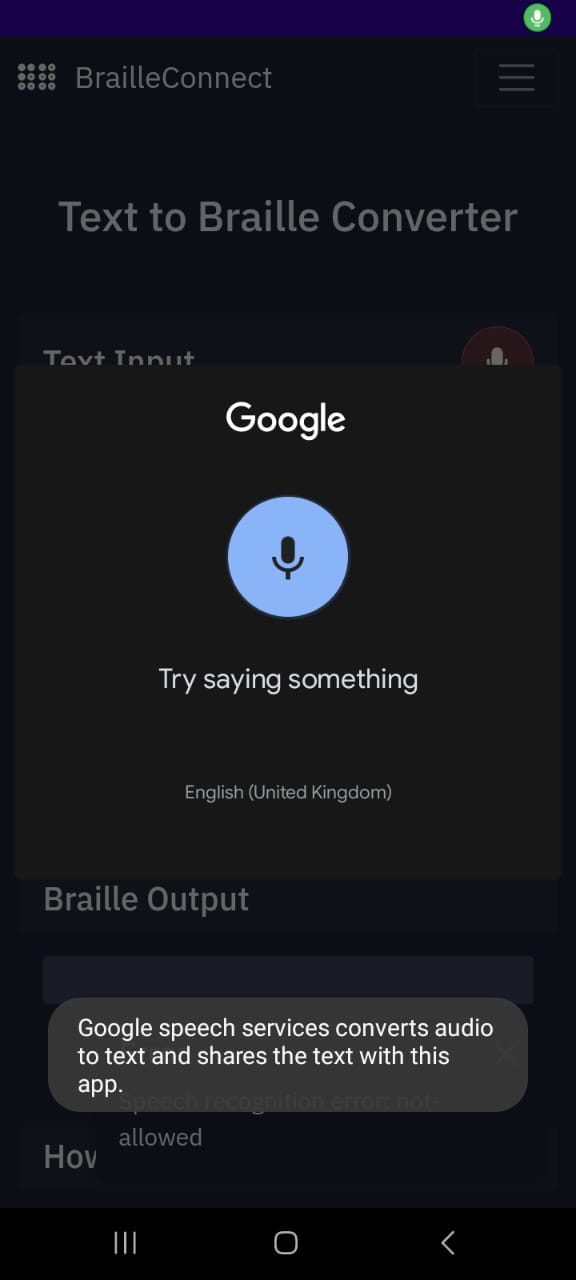 BrailleConnect
Text to Braille Converter
Text Input
Google
Try saying something
English (United Kingdom)
Braille Output
Google speech services converts audio
to text and shares the text with this
app.
Speech recognition error: not-
allowed
How